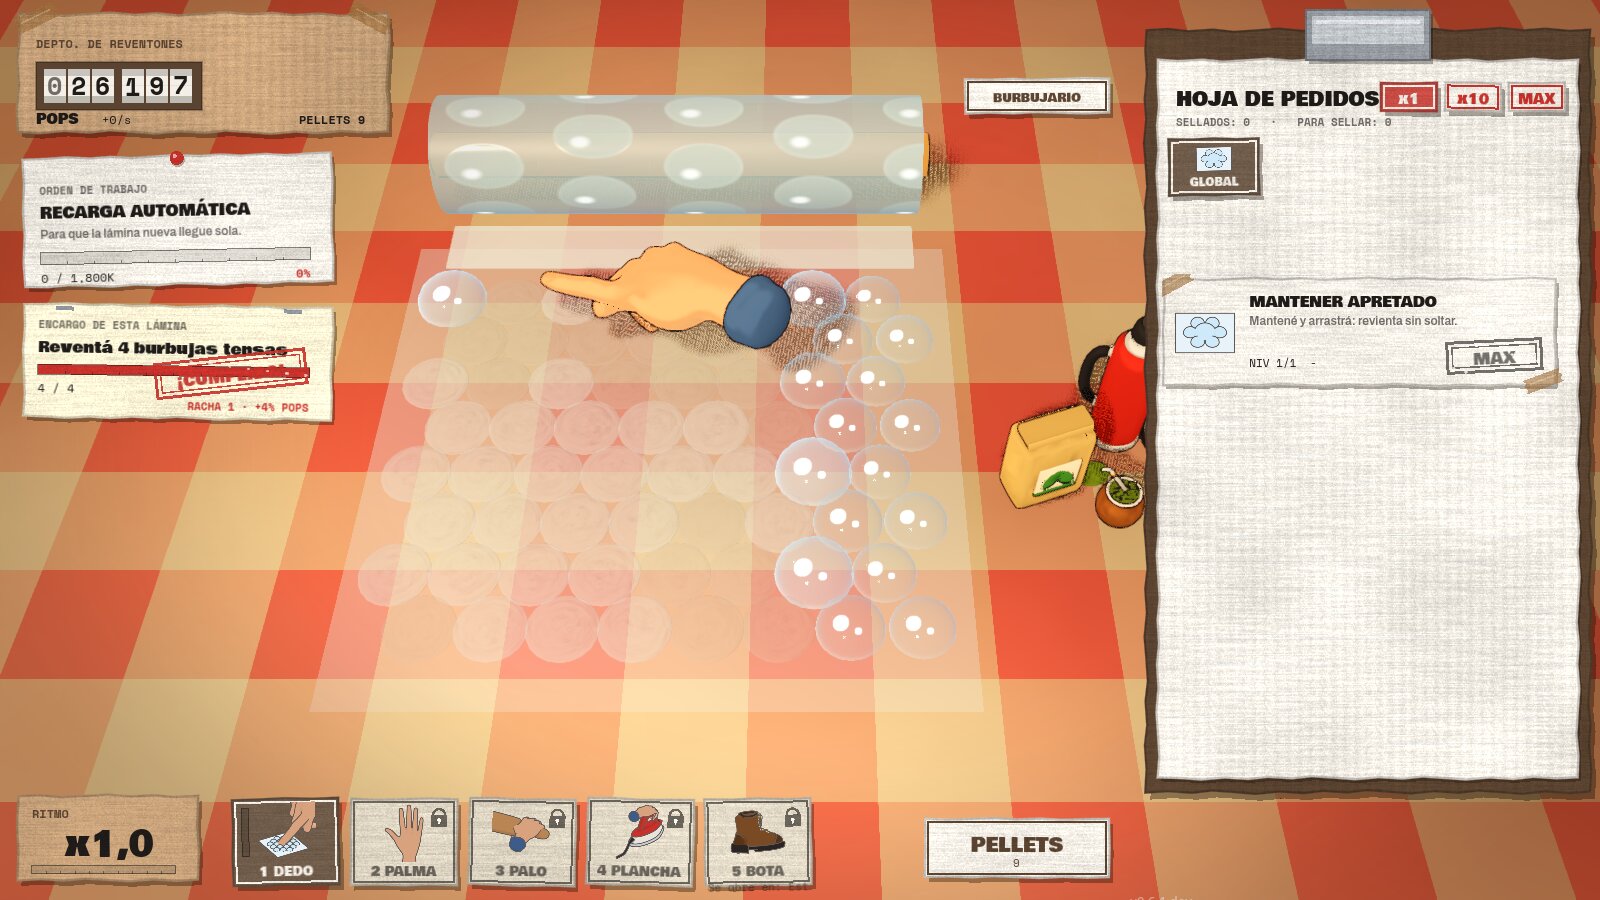 DEPTO. DE REVENTONES
026197
POPS +0/s PELLETS 9
ORDEN DE TRABAJO
RECARGA AUTOMÁTICA
Para que la lámina nueva llegue sola.
0 / 1.800K 0%
ENCARGO DE ESTA LÁMINA
Reventá 4 burbujas tensas
4 / 4
RACHA 1 · +4% POPS
BURBUJARIO
HOJA DE PEDIDOS x1 x10 MAX
SELLADOS: 0 · PARA SELLAR: 0
GLOBAL
MANTENER APRETADO
Mantené y arrastrá: revienta sin soltar.
NIV 1/1 -
MAX
RITMO
x1,0
1 DEDO
2 PALMA
3 PALO
4 PLANCHA
5 BOTA
Se abre en: Est
PELLETS
9